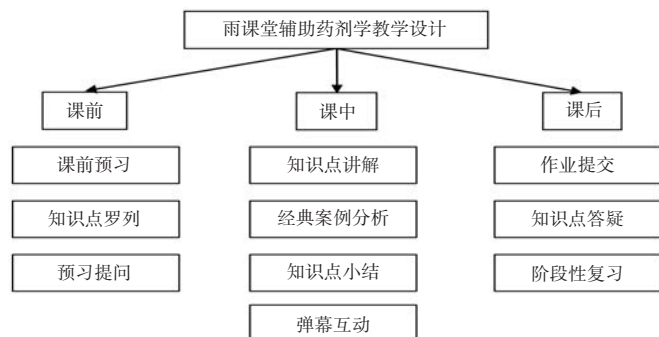 雨课堂辅助药剂学教学设计
课前
课中
课后
课前预习
知识点讲解
作业提交
知识点罗列
经典案例分析
知识点答疑
预习提问
知识点小结
阶段性复习
弹幕互动